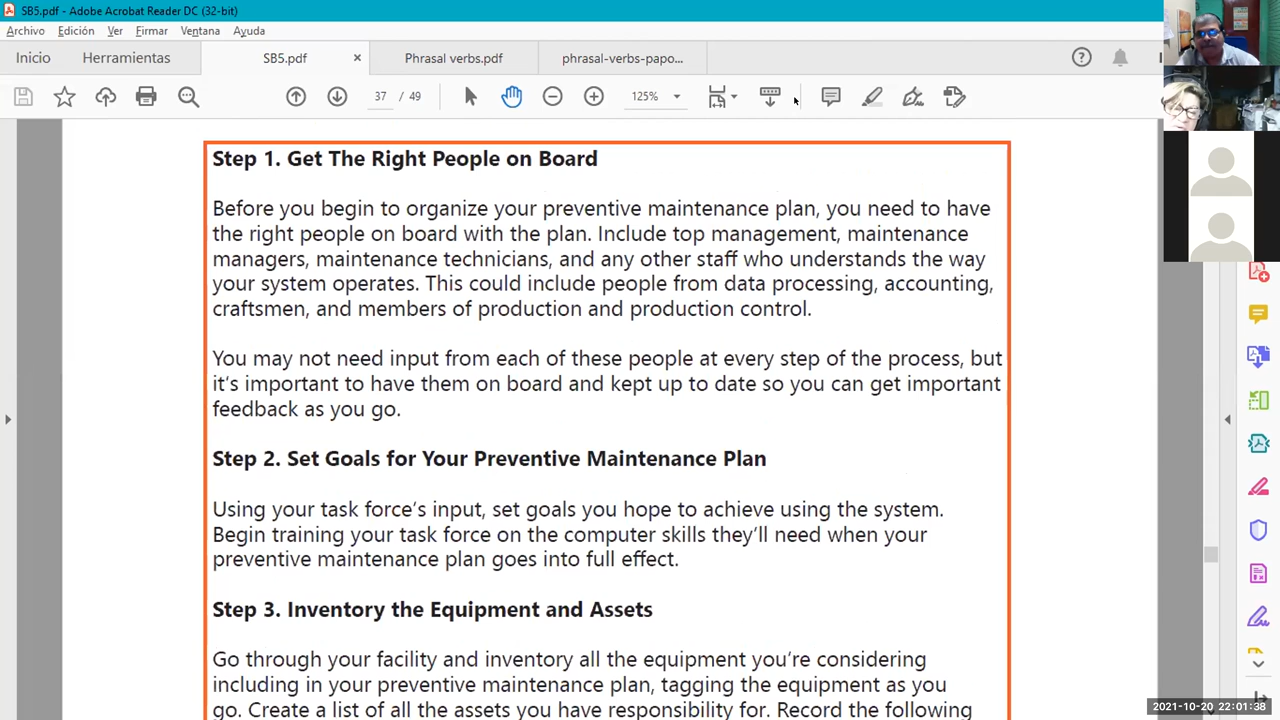 SB5.pdf - Adobe Acrobat Reader DC (32-bit)
Archivo Edición Ver Firmar Ventana Ayuda
Inicio Herramientas SB5.pdf × Phrasal verbs.pdf phrasal-verbs-papo...
37 / 49 125%
Step 1. Get The Right People on Board
Before you begin to organize your preventive maintenance plan, you need to have
the right people on board with the plan. Include top management, maintenance
managers, maintenance technicians, and any other staff who understands the way
your system operates. This could include people from data processing, accounting,
craftsmen, and members of production and production control.
You may not need input from each of these people at every step of the process, but
it's important to have them on board and kept up to date so you can get important
feedback as you go.
Step 2. Set Goals for Your Preventive Maintenance Plan
Using your task force's input, set goals you hope to achieve using the system.
Begin training your task force on the computer skills they'll need when your
preventive maintenance plan goes into full effect.
Step 3. Inventory the Equipment and Assets
Go through your facility and inventory all the equipment you're considering
including in your preventive maintenance plan, tagging the equipment as you
go. Create a list of all the assets you have responsibility for. Record the following
2021-10-20 22:01:38